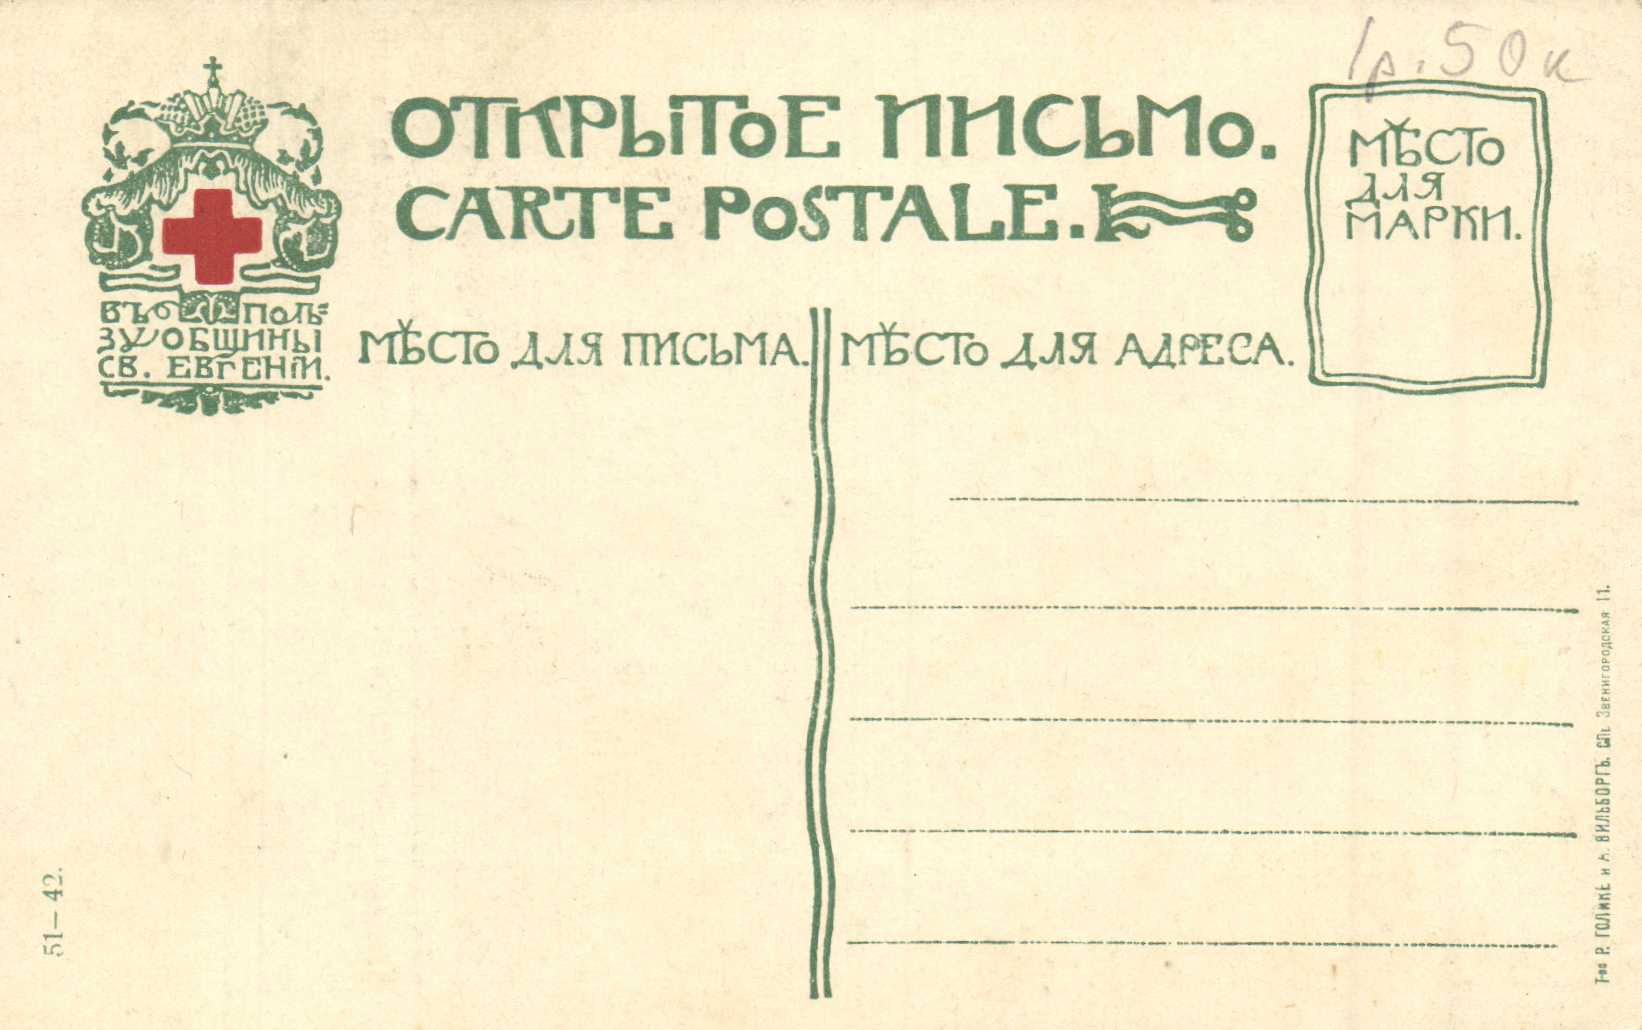 1р.50к
ОТКРЫТОЕ ПИСЬМО.
CARTE POSTALE.
МѢСТО
ДЛЯ
МАРКИ.
ВЪ ПОЛЬ=
ЗУ ОБЩИНЫ
СВ. ЕВГЕНІИ.
МѢСТО ДЛЯ ПИСЬМА.
МѢСТО ДЛЯ АДРЕСА.
51—42.
Т-во Р. ГОЛИКЕ и А. ВИЛЬБОРГЪ. СПб. Звенигородская 11.